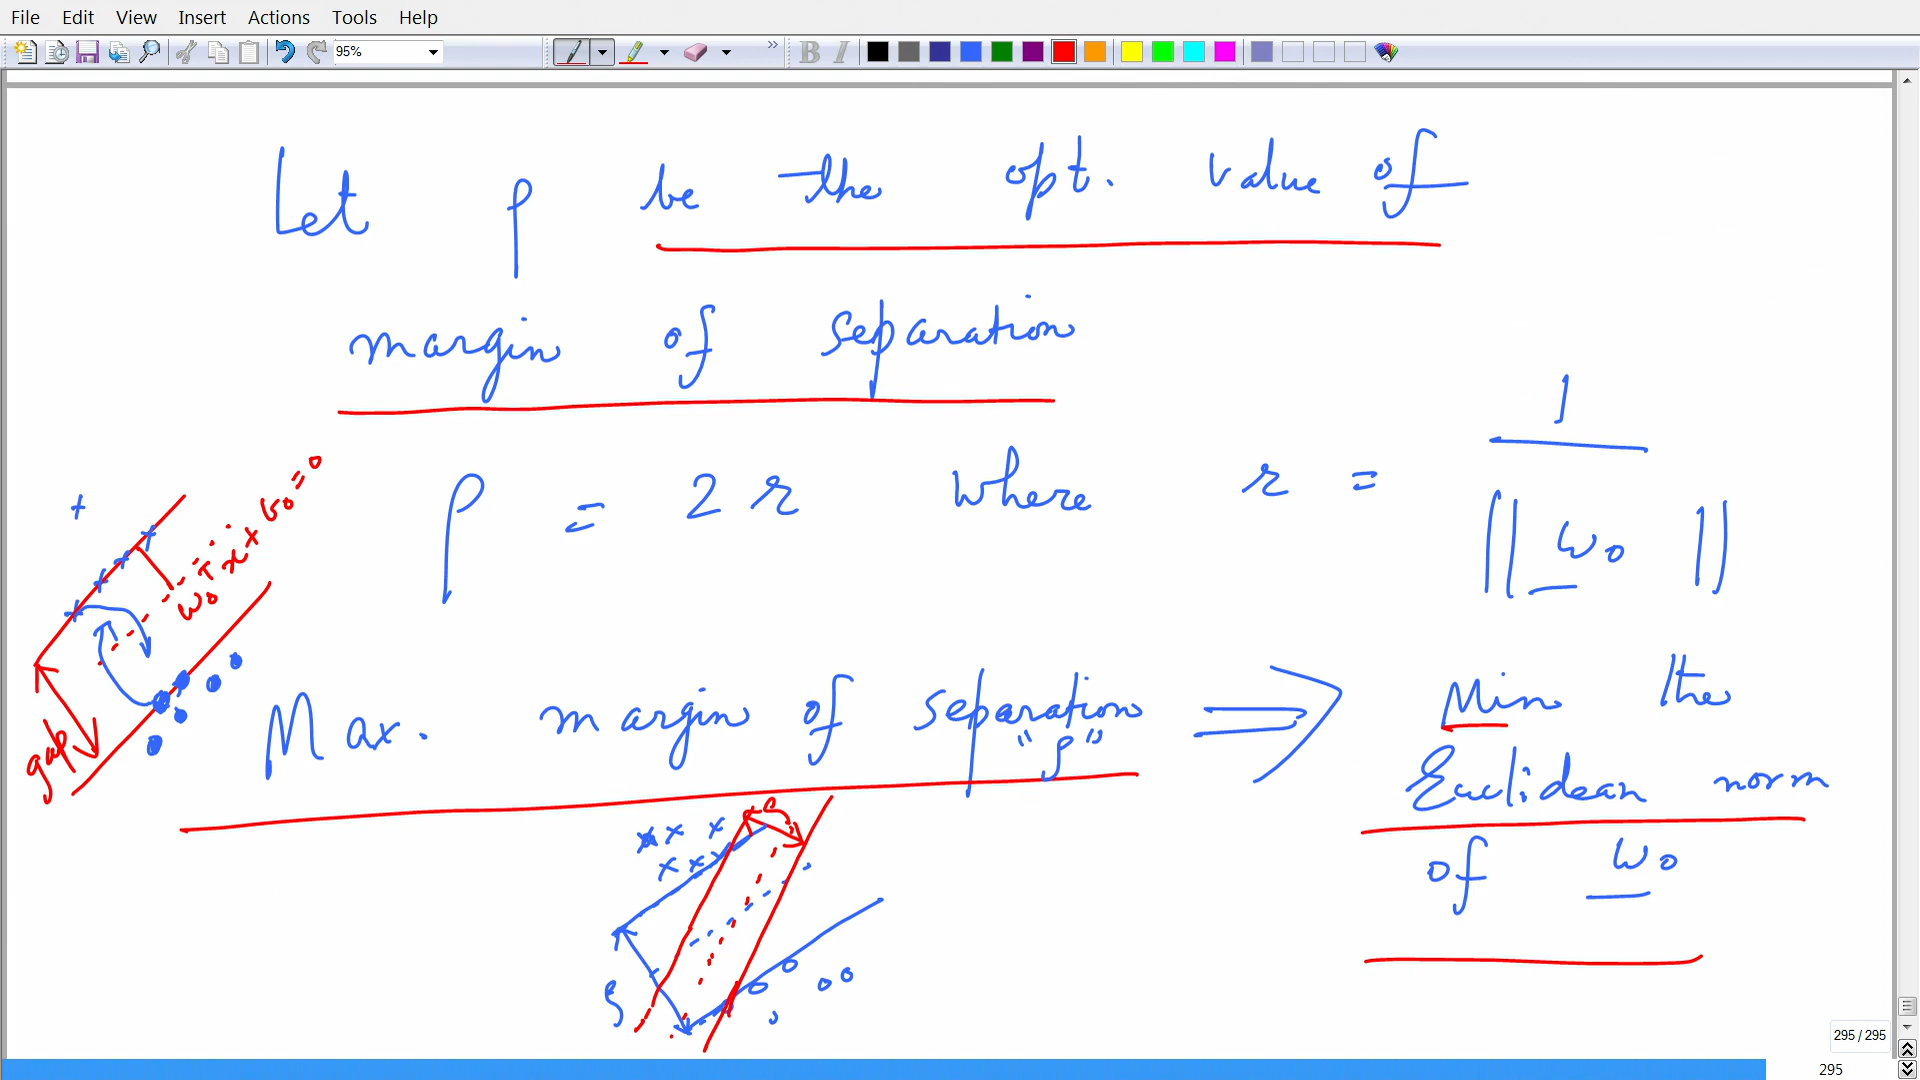 File Edit View Insert Actions Tools Help
95%
Let ρ be the opt. value of
margin of separation
ρ = 2 r where r = 1 / || w₀ ||
+
w₀ᵀx + b₀ = 0
gap
Max. margin of separation "ρ" ⇒ Min the
Euclidean norm
of w₀
ρ
ρ
295 / 295
295